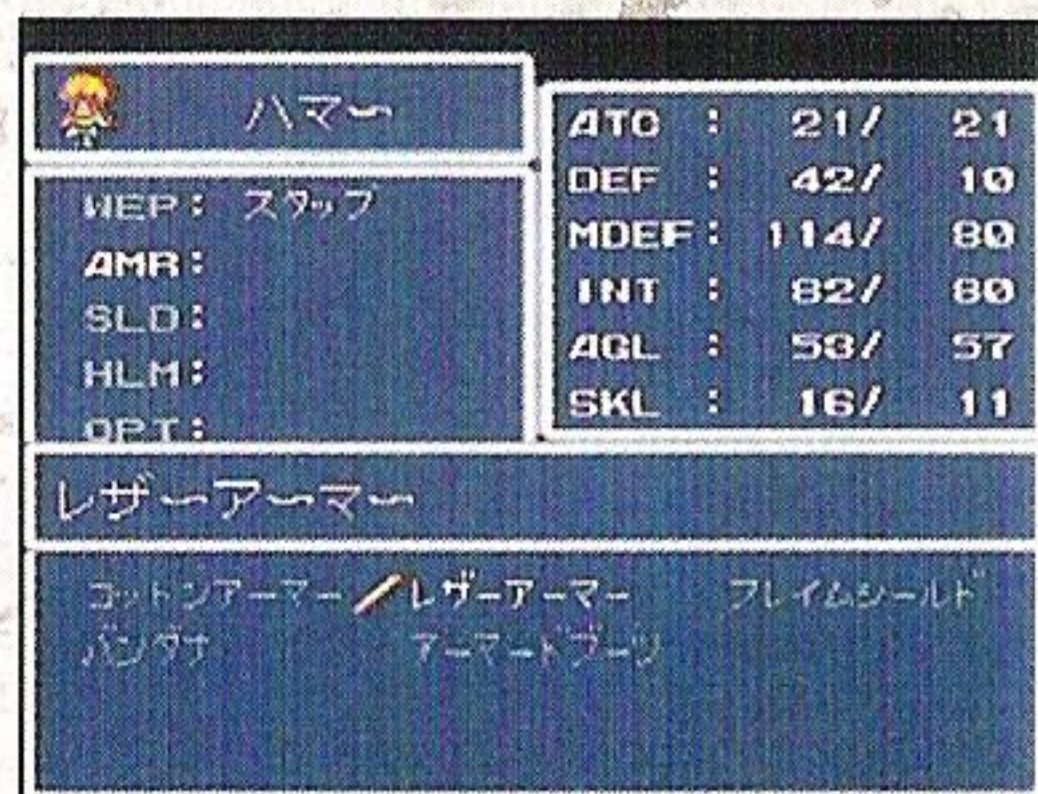 ハマー
WEP: スタッフ
AMR:
SLD:
HLM:
OPT:
ATC : 21/ 21
DEF : 42/ 10
MDEF: 114/ 80
INT : 82/ 80
AGL : 53/ 57
SKL : 16/ 11
レザーアーマー
コットンアーマー レザーアーマー フレイムシールド
バンダナ アーマードブーツ